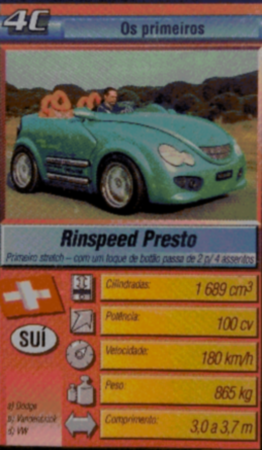 4C
Os primeiros
Rinspeed Presto
Primeiro stretch – com um toque de botão passa de 2 p/ 4 assentos
Cilindradas: 1 689 cm³
Potência: 100 cv
SUÍ
Velocidade: 180 km/h
Peso: 865 kg
Comprimento: 3,0 a 3,7 m